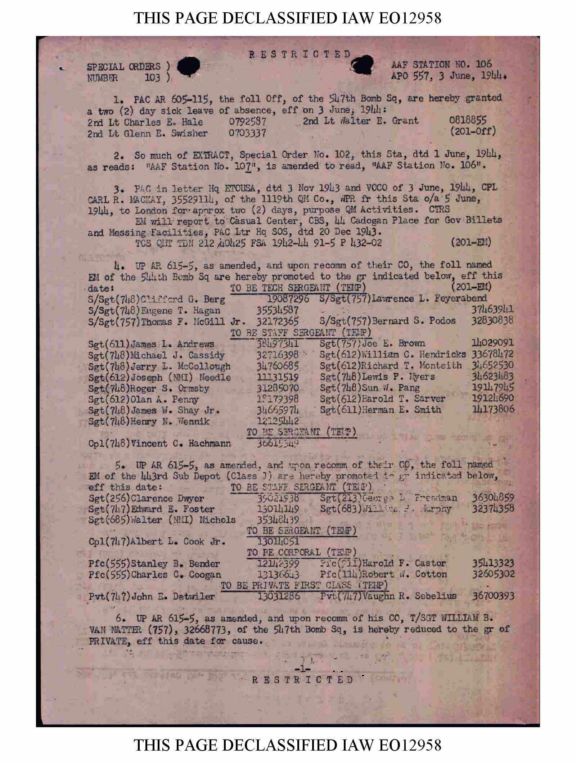 THIS PAGE DECLASSIFIED IAW EO12958
RESTRICTED
SPECIAL ORDERS ) AAF STATION NO. 106
NUMBER 103 ) APO 557, 3 June, 1944.
1. PAC AR 605-115, the foll Off, of the 547th Bomb Sq, are hereby granted
a two (2) day sick leave of absence, eff on 3 June, 1944:
2nd Lt Charles E. Hale 0792587 2nd Lt Walter E. Grant 0818855
2nd Lt Glenn E. Swisher 0703337 (201-Off)
2. So much of EXTRACT, Special Order No. 102, this Sta, dtd 1 June, 1944,
as reads: "AAF Station No. 107", is amended to read, "AAF Station No. 106".
3. PAC in letter Hq ETOUSA, dtd 3 Nov 1943 and VOCO of 3 June, 1944, CPL
CARL R. MACKAY, 35529114, of the 1119th QM Co., WPR fr this Sta o/a 5 June,
1944, to London for approx two (2) days, purpose QM Activities. CTRS
EM will report to Casual Center, CBS, 44 Cadogan Place for Gov Billets
and Messing Facilities, PAC Ltr Hq SOS, dtd 20 Dec 1943.
TCS QMT TDN 212/40425 FSA 1942-44 91-5 P 432-02 (201-EM)
4. UP AR 615-5, as amended, and upon recomm of their CO, the foll named
EM of the 544th Bomb Sq are hereby promoted to the gr indicated below, eff this
date: TO BE TECH SERGEANT (TEMP) (201-EM)
S/Sgt(748)Clifford G. Berg 19087296 S/Sgt(757)Lawrence L. Feyerabend
S/Sgt(748)Eugene T. Hagan 35534587 37463941
S/Sgt(757)Thomas F. McGill Jr. 32172365 S/Sgt(757)Bernard S. Podos 32830838
TO BE STAFF SERGEANT (TEMP)
Sgt(611)James L. Andrews 38497341 Sgt(757)Joe E. Brown 14029091
Sgt(748)Michael J. Cassidy 32716398 Sgt(612)William C. Hendricks 33678472
Sgt(748)Jerry L. McCollough 34760685 Sgt(612)Richard T. Monteith 34652530
Sgt(612)Joseph (NMI) Needle 11131519 Sgt(748)Lewis P. Myers 34623483
Sgt(748)Roger S. Ormsby 31285070 Sgt(748)Sun W. Pang 19147945
Sgt(612)Olan A. Penny 18179398 Sgt(612)Harold T. Sarver 19124690
Sgt(748)James W. Shay Jr. 34665974 Sgt(611)Herman E. Smith 14173806
Sgt(748)Henry N. Wennik 12125442
TO BE SERGEANT (TEMP)
Cpl(748)Vincent C. Hachmann 36615349
5. UP AR 615-5, as amended, and upon recomm of their CO, the foll named
EM of the 443rd Sub Depot (Class J) are hereby promoted to gr indicated below,
eff this date: TO BE STAFF SERGEANT (TEMP)
Sgt(256)Clarence Dwyer 35021938 Sgt(213)George L Freedman 36304859
Sgt(747)Edward E. Foster 13014149 Sgt(683) Murphy 32374358
Sgt(685)Walter (NMI) Nichols 35348439
TO BE SERGEANT (TEMP)
Cpl(747)Albert L. Cook Jr. 13014051
TO BE CORPORAL (TEMP)
Pfc(555)Stanley B. Bender 12142399 Harold F. Castor 35413323
Pfc(555)Charles C. Coogan 13136643 Pfc(114)Robert W. Cotton 32605302
TO BE PRIVATE FIRST CLASS (TEMP)
Pvt(747)John E. Detwiler 13031286 Pvt(747)Vaughn R. Sebelius 36700393
6. UP AR 615-5, as amended, and upon recomm of his CO, T/SGT WILLIAM B.
VAN NATTER (757), 32668773, of the 547th Bomb Sq, is hereby reduced to the gr of
PRIVATE, eff this date for cause.
-1-
RESTRICTED
THIS PAGE DECLASSIFIED IAW EO12958